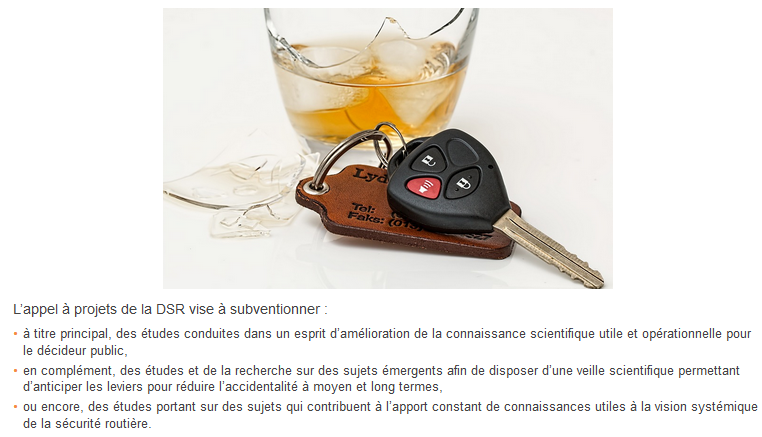 Tel:
Faks:
L'appel à projets de la DSR vise à subventionner :
▪ à titre principal, des études conduites dans un esprit d'amélioration de la connaissance scientifique utile et opérationnelle pour
le décideur public,
▪ en complément, des études et de la recherche sur des sujets émergents afin de disposer d'une veille scientifique permettant
d'anticiper les leviers pour réduire l'accidentalité à moyen et long termes,
▪ ou encore, des études portant sur des sujets qui contribuent à l'apport constant de connaissances utiles à la vision systémique
de la sécurité routière.